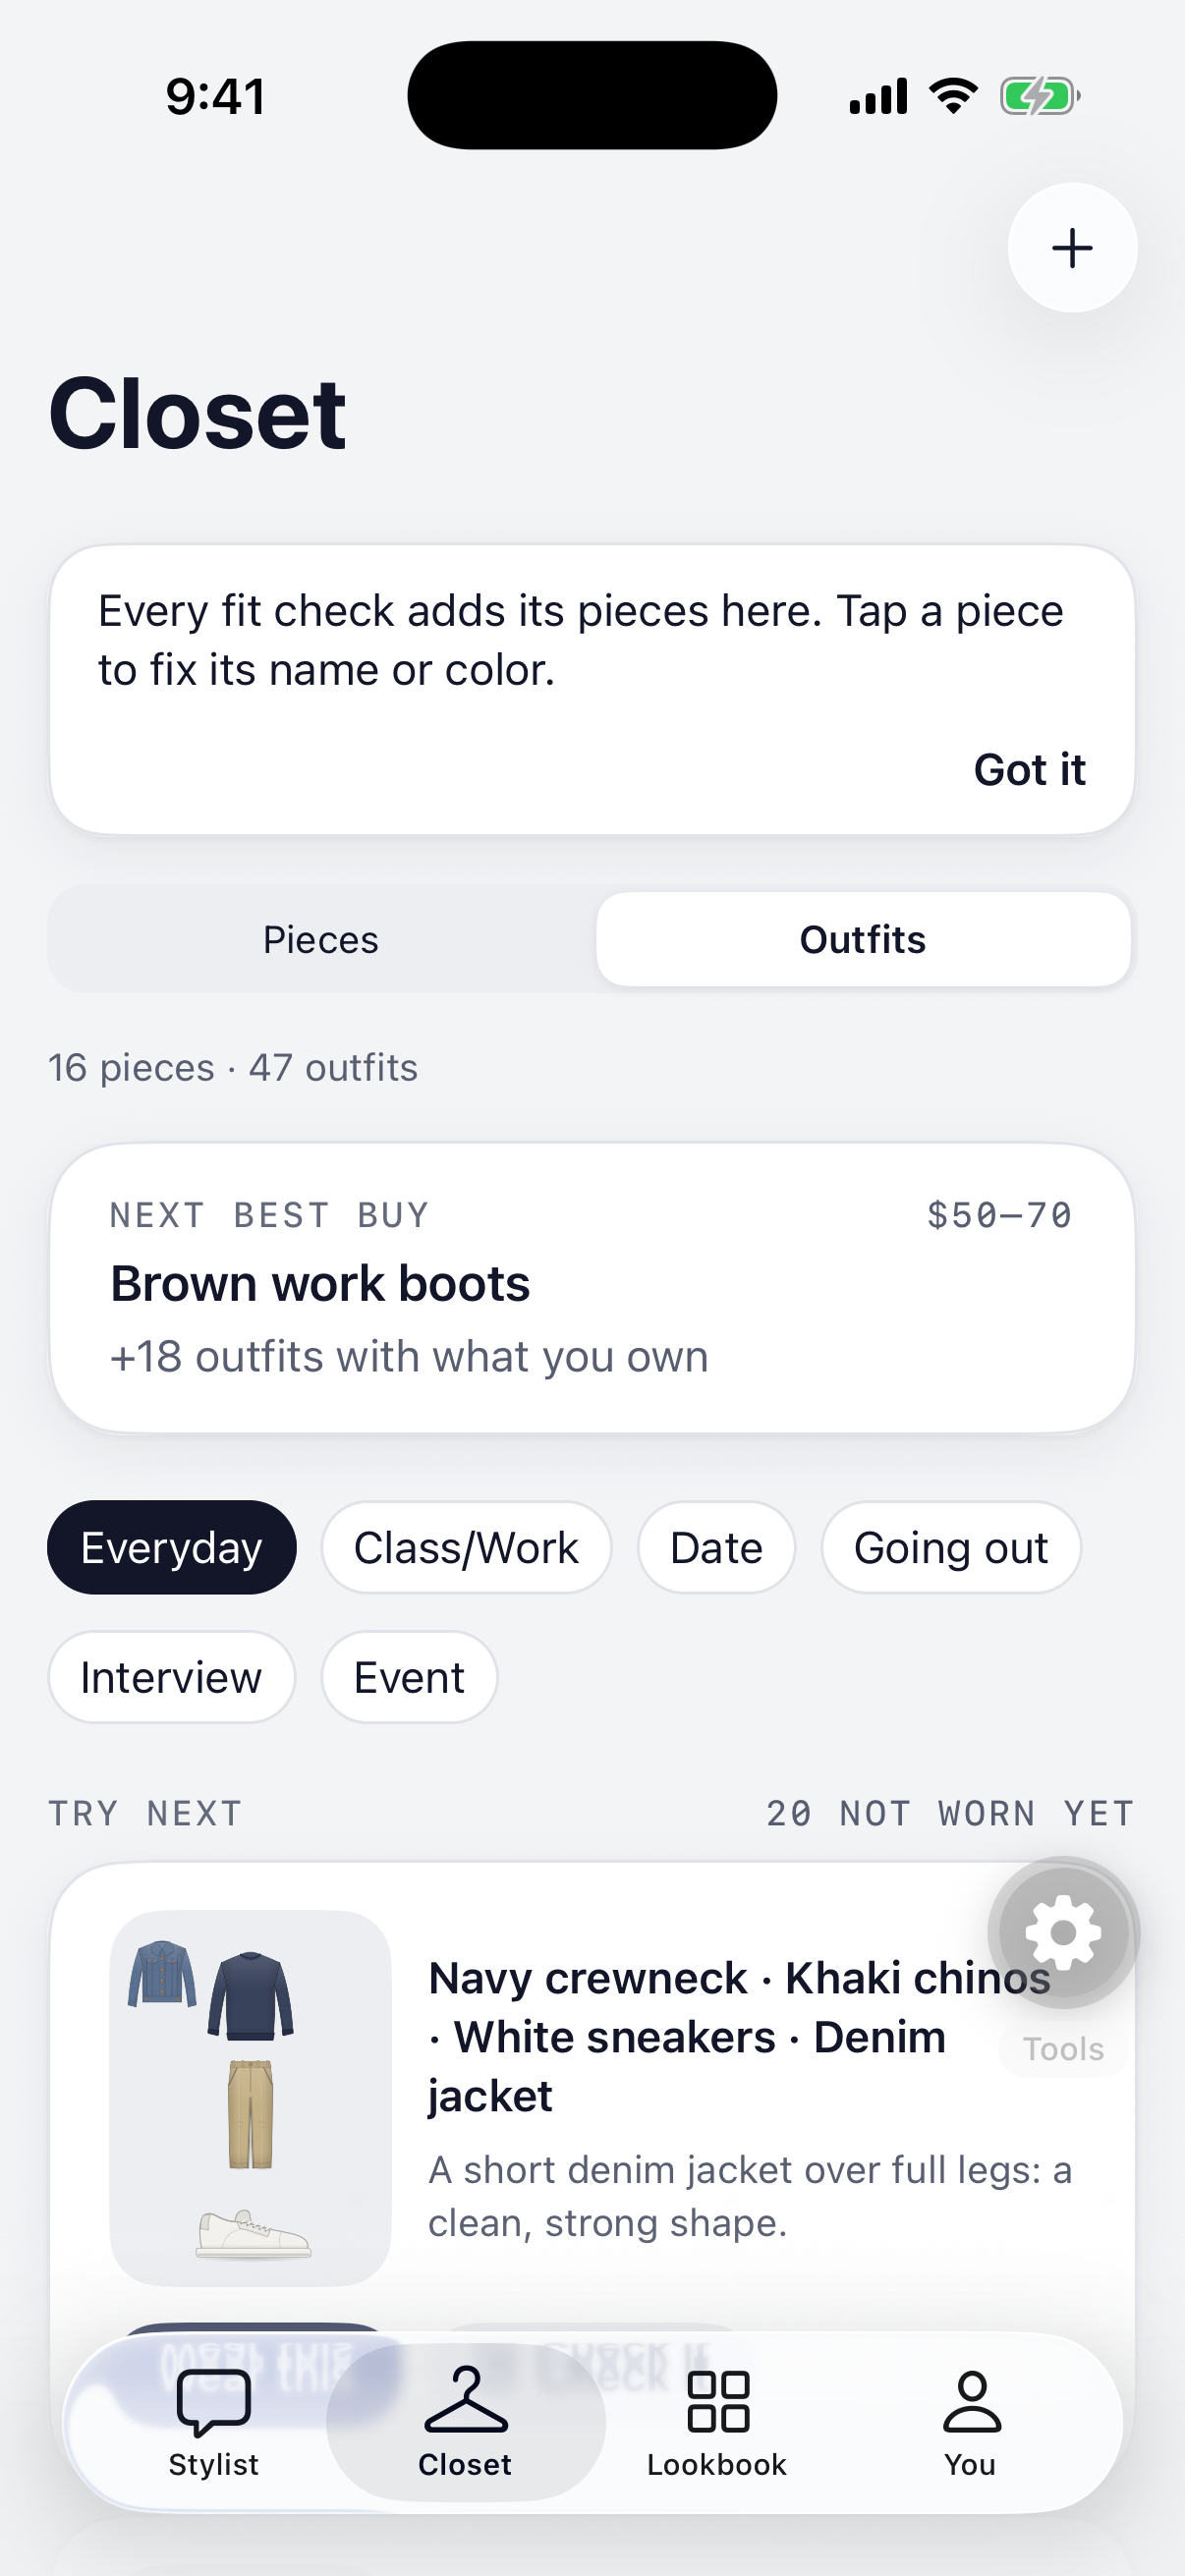 9:41
Closet
Every fit check adds its pieces here. Tap a piece
to fix its name or color.
Got it
Pieces
Outfits
16 pieces · 47 outfits
NEXT BEST BUY
$50–70
Brown work boots
+18 outfits with what you own
Everyday
Class/Work
Date
Going out
Interview
Event
TRY NEXT
20 NOT WORN YET
Navy crewneck · Khaki chinos
· White sneakers · Denim
jacket
Tools
A short denim jacket over full legs: a
clean, strong shape.
Wear this
Check it
Stylist
Closet
Lookbook
You